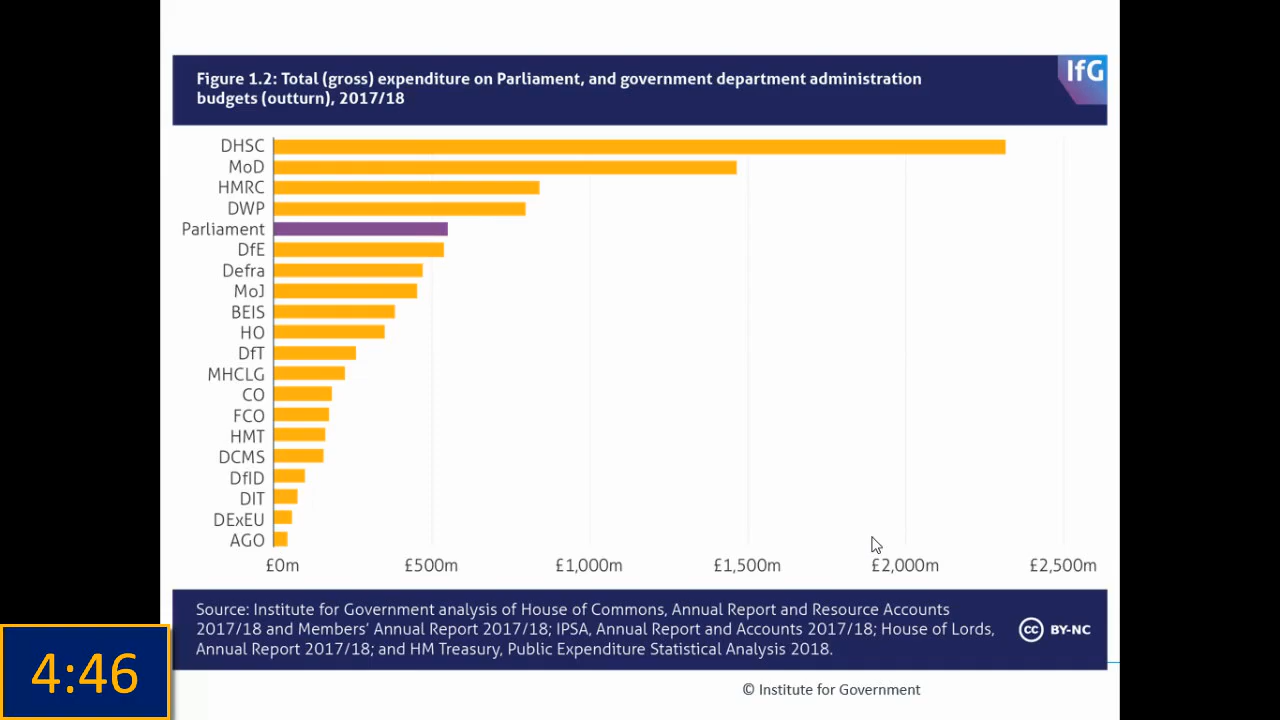 Figure 1.2: Total (gross) expenditure on Parliament, and government department administration
budgets (outturn), 2017/18
IfG
DHSC
MoD
HMRC
DWP
Parliament
DfE
Defra
MoJ
BEIS
HO
DfT
MHCLG
CO
FCO
HMT
DCMS
DfID
DIT
DExEU
AGO
£0m £500m £1,000m £1,500m £2,000m £2,500m
Source: Institute for Government analysis of House of Commons, Annual Report and Resource Accounts
2017/18 and Members’ Annual Report 2017/18; IPSA, Annual Report and Accounts 2017/18; House of Lords,
Annual Report 2017/18; and HM Treasury, Public Expenditure Statistical Analysis 2018.
cc BY-NC
4:46
© Institute for Government